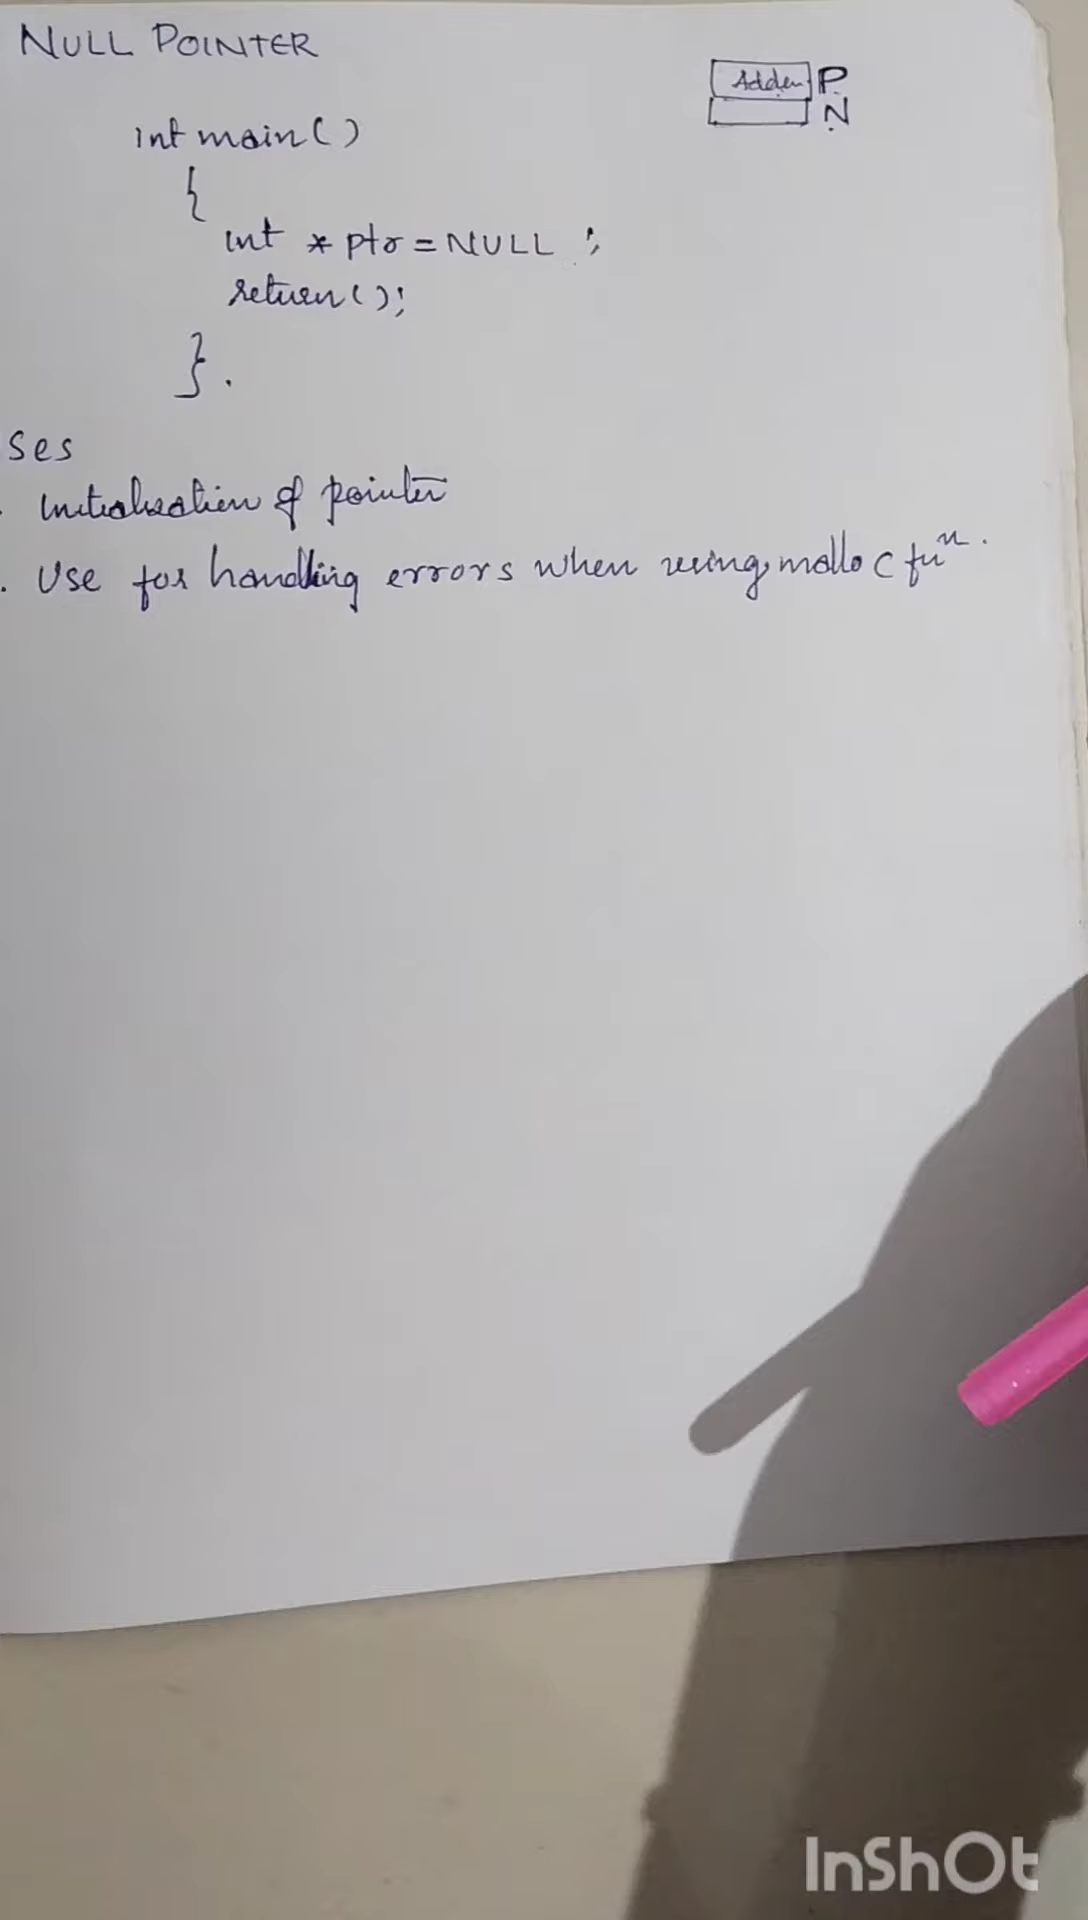 NULL POINTER
Adden P
N
int main()
{
int * ptr = NULL ;
return();
}.
ses
. Initialisation of pointer
. Use for handling errors when using malloc fuⁿ.
InShOt